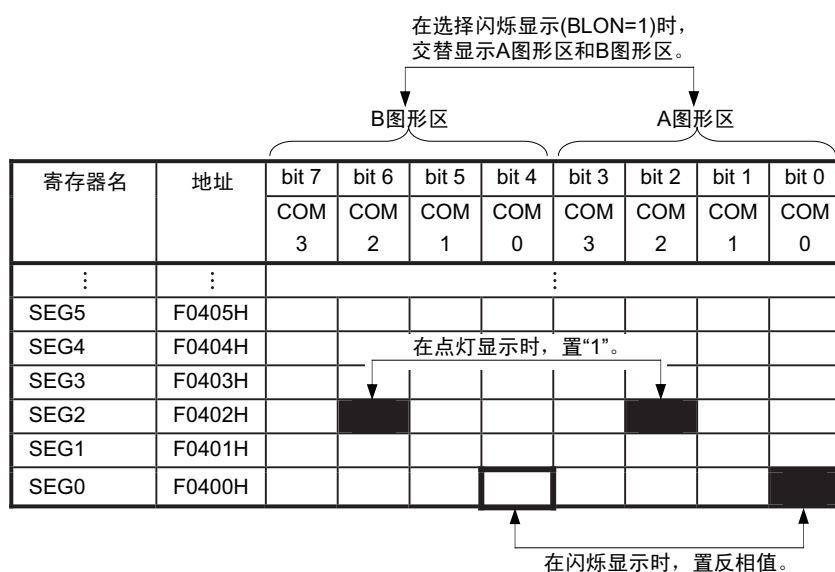 在选择闪烁显示(BLON=1)时，
交替显示A图形区和B图形区。
B图形区 A图形区
寄存器名 地址 bit 7 bit 6 bit 5 bit 4 bit 3 bit 2 bit 1 bit 0
COM COM COM COM COM COM COM COM
3 2 1 0 3 2 1 0
⋮ ⋮ ⋮
SEG5 F0405H
SEG4 F0404H
在点灯显示时，置“1”。
SEG3 F0403H
SEG2 F0402H
SEG1 F0401H
SEG0 F0400H
在闪烁显示时，置反相值。